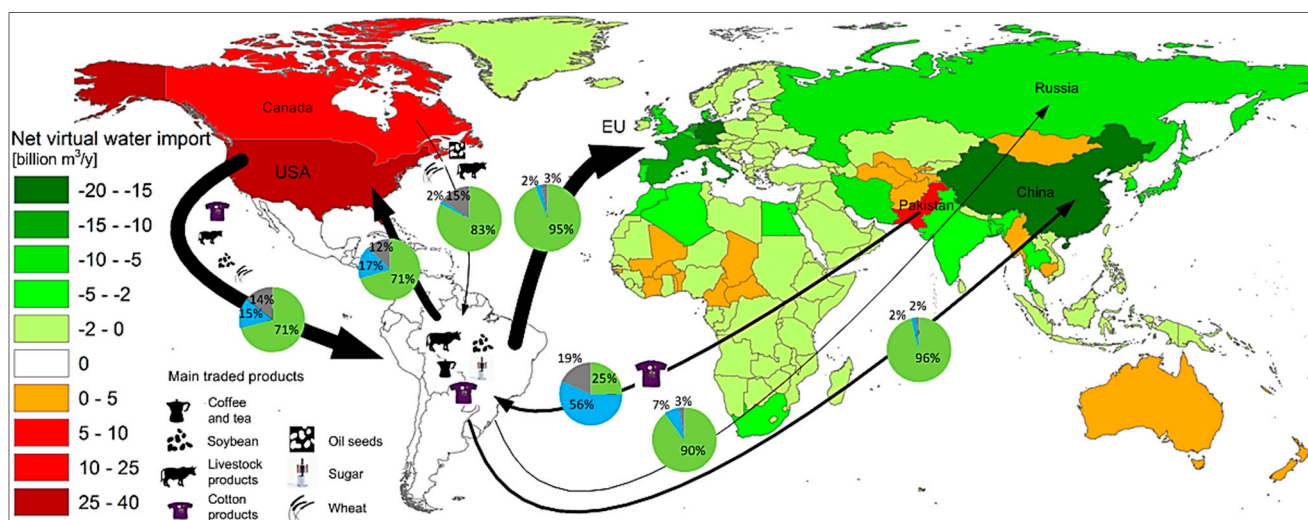 Canada
Russia
Net virtual water import
[billion m³/y]
EU
USA
China
Pakistan
-20 - -15
-15 - -10
-10 - -5
-5 - -2
-2 - 0
0
0 - 5
5 - 10
10 - 25
25 - 40
2%
15%
83%
2%
3%
95%
12%
17%
71%
14%
15%
71%
19%
25%
56%
7%
3%
90%
2%
2%
96%
Main traded products
Coffee
and tea
Soybean
Oil seeds
Livestock
products
Sugar
Cotton
products
Wheat